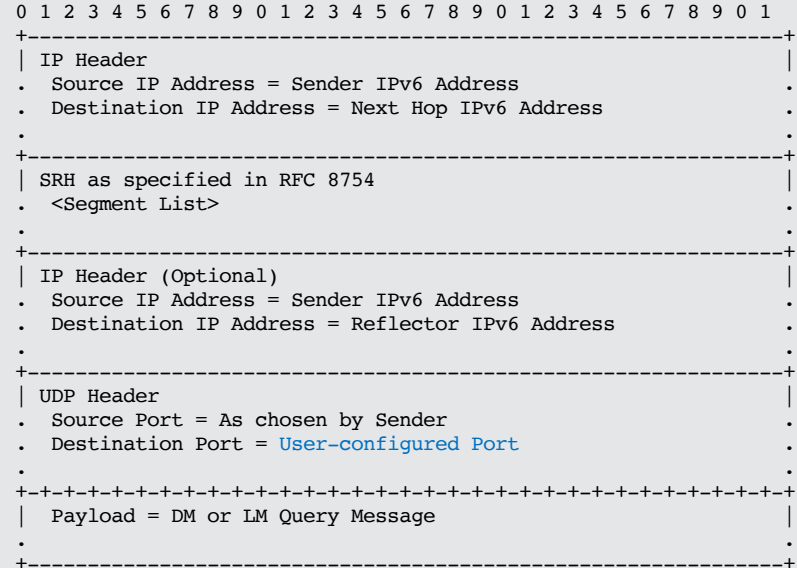 0 1 2 3 4 5 6 7 8 9 0 1 2 3 4 5 6 7 8 9 0 1 2 3 4 5 6 7 8 9 0 1
+---------------------------------------------------------------+
| IP Header                                                     |
.  Source IP Address = Sender IPv6 Address                      .
.  Destination IP Address = Next Hop IPv6 Address               .
.                                                               .
+---------------------------------------------------------------+
| SRH as specified in RFC 8754                                  |
.  <Segment List>                                               .
.                                                               .
+---------------------------------------------------------------+
| IP Header (Optional)                                          |
.  Source IP Address = Sender IPv6 Address                      .
.  Destination IP Address = Reflector IPv6 Address              .
.                                                               .
+---------------------------------------------------------------+
| UDP Header                                                    |
.  Source Port = As chosen by Sender                            .
.  Destination Port = User-configured Port                      .
.                                                               .
+-+-+-+-+-+-+-+-+-+-+-+-+-+-+-+-+-+-+-+-+-+-+-+-+-+-+-+-+-+-+-+-+
|  Payload = DM or LM Query Message                             |
.                                                               .
+---------------------------------------------------------------+